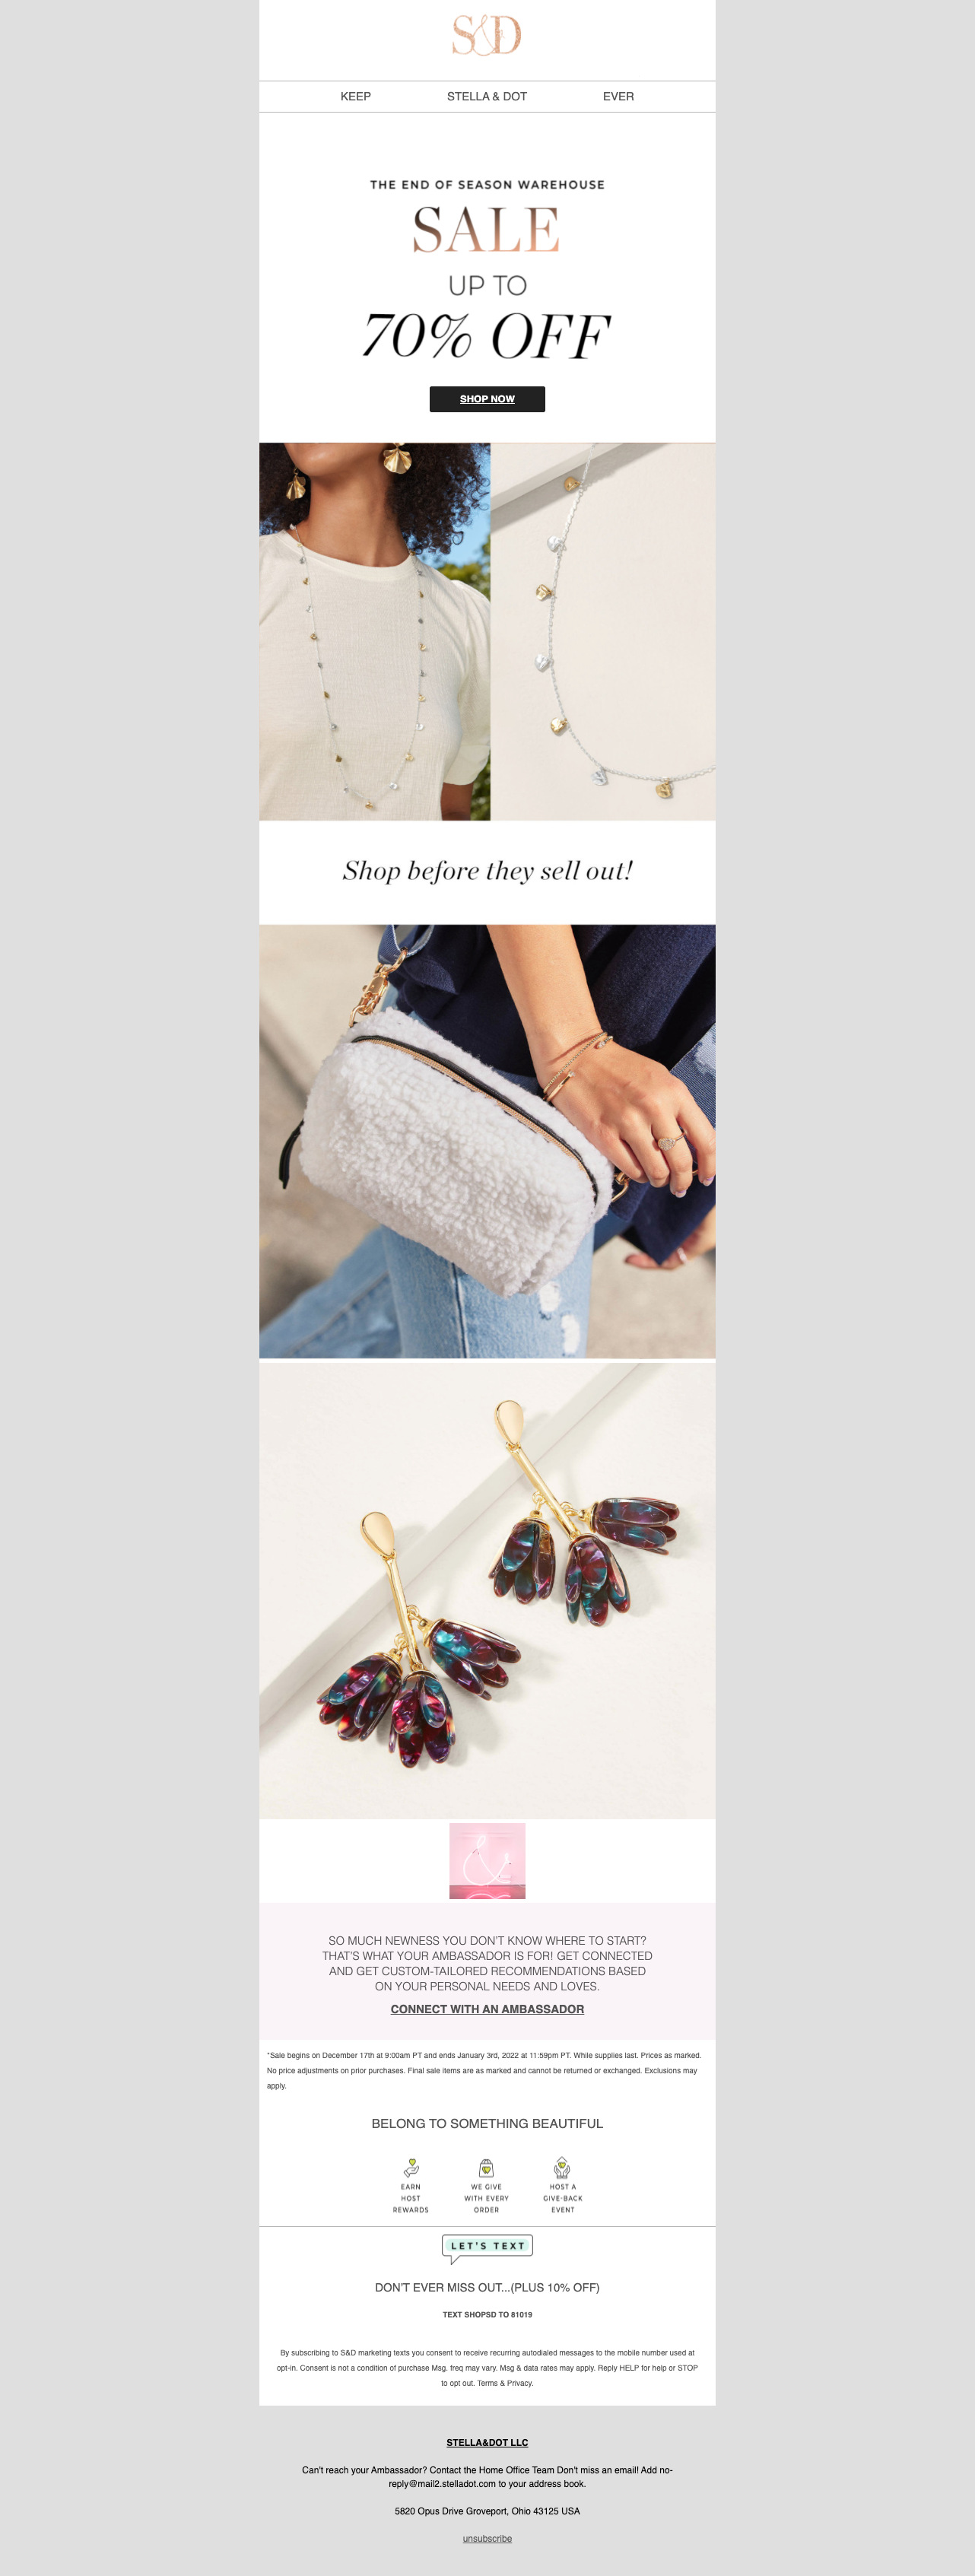 S&D
KEEP STELLA & DOT EVER
THE END OF SEASON WAREHOUSE
SALE
UP TO
70% OFF
SHOP NOW
Shop before they sell out!
&
SO MUCH NEWNESS YOU DON'T KNOW WHERE TO START?
THAT'S WHAT YOUR AMBASSADOR IS FOR! GET CONNECTED
AND GET CUSTOM-TAILORED RECOMMENDATIONS BASED
ON YOUR PERSONAL NEEDS AND LOVES.
CONNECT WITH AN AMBASSADOR
*Sale begins on December 17th at 9:00am PT and ends January 3rd, 2022 at 11:59pm PT. While supplies last. Prices as marked.
No price adjustments on prior purchases. Final sale items are as marked and cannot be returned or exchanged. Exclusions may
apply.
BELONG TO SOMETHING BEAUTIFUL
EARN
HOST
REWARDS
WE GIVE
WITH EVERY
ORDER
HOST A
GIVE-BACK
EVENT
LET'S TEXT
DON'T EVER MISS OUT...(PLUS 10% OFF)
TEXT SHOPSD TO 81019
By subscribing to S&D marketing texts you consent to receive recurring autodialed messages to the mobile number used at
opt-in. Consent is not a condition of purchase Msg. freq may vary. Msg & data rates may apply. Reply HELP for help or STOP
to opt out. Terms & Privacy.
STELLA&DOT LLC
Can't reach your Ambassador? Contact the Home Office Team Don't miss an email! Add no-
reply@mail2.stelladot.com to your address book.
5820 Opus Drive Groveport, Ohio 43125 USA
unsubscribe